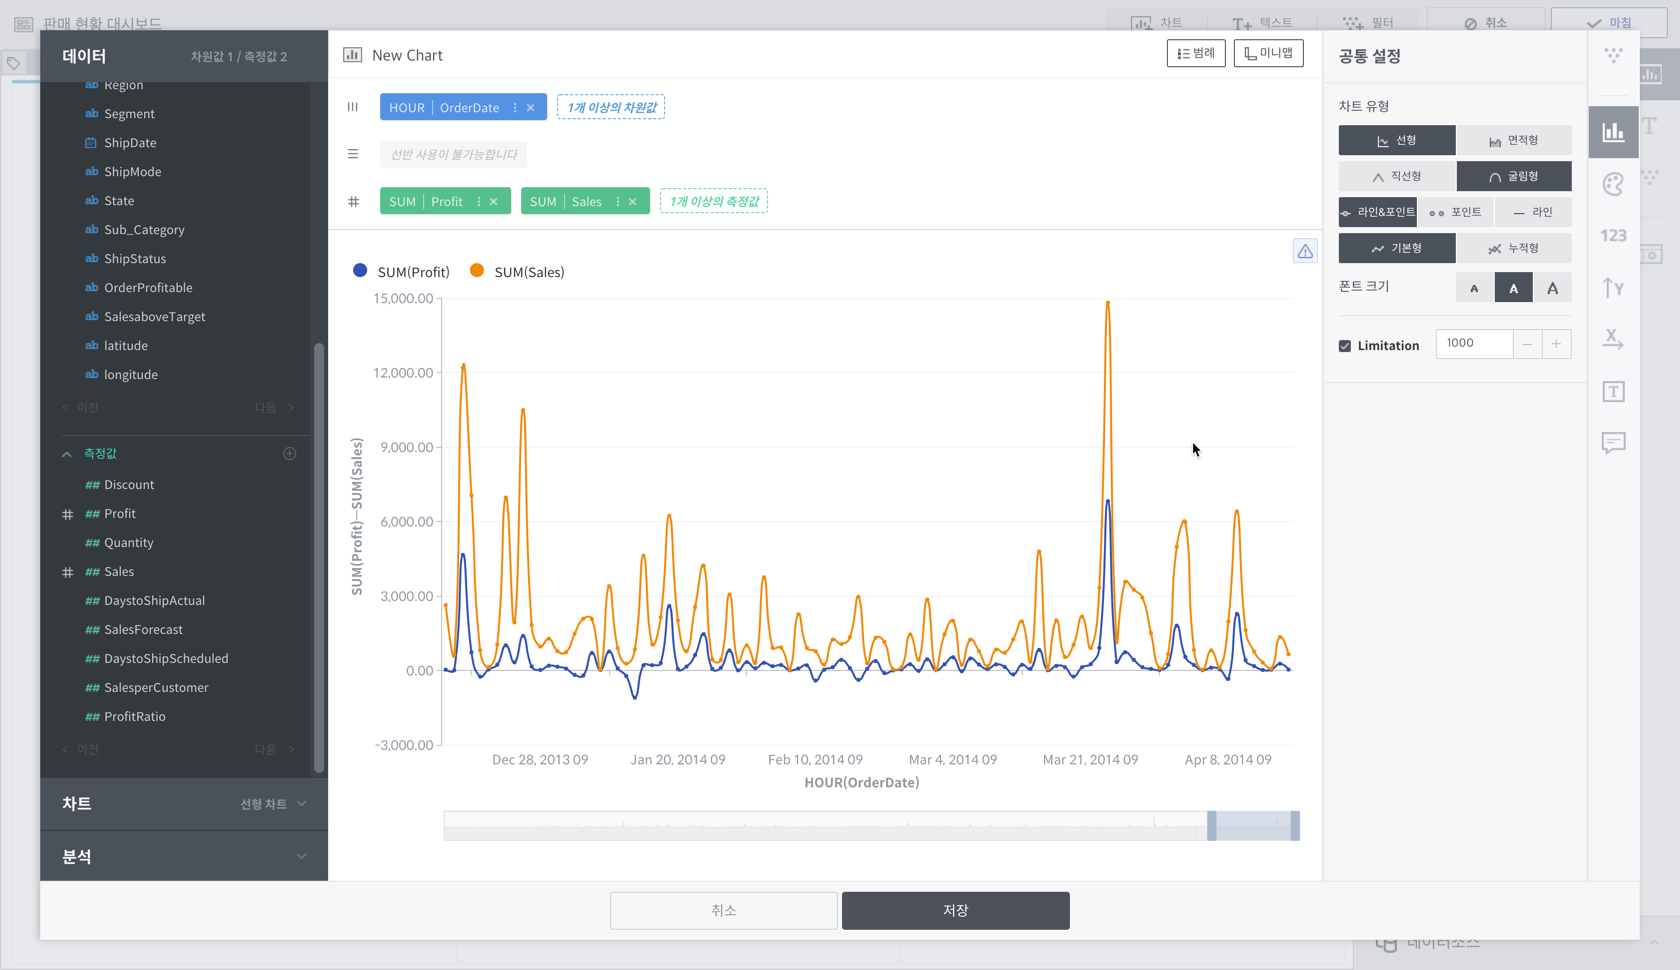 판매 현황 대시보드
차트
텍스트
필터
취소
마침
데이터
차원값 1 / 측정값 2
ab Region
ab Segment
ShipDate
ab ShipMode
ab State
ab Sub_Category
ab ShipStatus
ab OrderProfitable
ab SalesaboveTarget
ab latitude
ab longitude
< 이전
다음 >
측정값
## Discount
# ## Profit
## Quantity
# ## Sales
## DaystoShipActual
## SalesForecast
## DaystoShipScheduled
## SalesperCustomer
## ProfitRatio
< 이전
다음 >
차트
선형 차트
분석
New Chart
범례
미니맵
HOUR | OrderDate
1개 이상의 차원값
선반 사용이 불가능합니다
# SUM | Profit
SUM | Sales
1개 이상의 측정값
SUM(Profit)
SUM(Sales)
15,000.00
12,000.00
9,000.00
6,000.00
3,000.00
0.00
-3,000.00
SUM(Profit)—SUM(Sales)
Dec 28, 2013 09
Jan 20, 2014 09
Feb 10, 2014 09
Mar 4, 2014 09
Mar 21, 2014 09
Apr 8, 2014 09
HOUR(OrderDate)
취소
저장
공통 설정
차트 유형
선형
면적형
직선형
굴림형
라인&포인트
포인트
라인
기본형
누적형
폰트 크기
A
A
A
Limitation
1000
123
Y
X
T
T
데이터소스